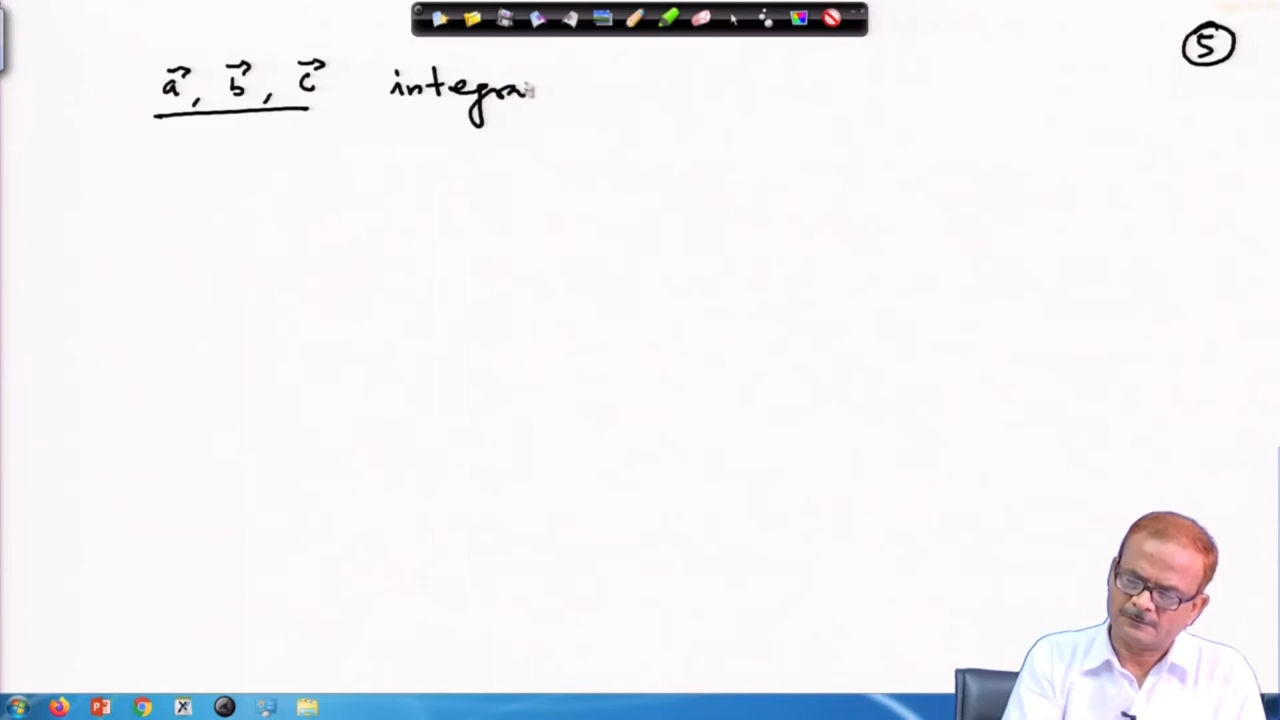 ⑤
a⃗, b⃗, c⃗ integra